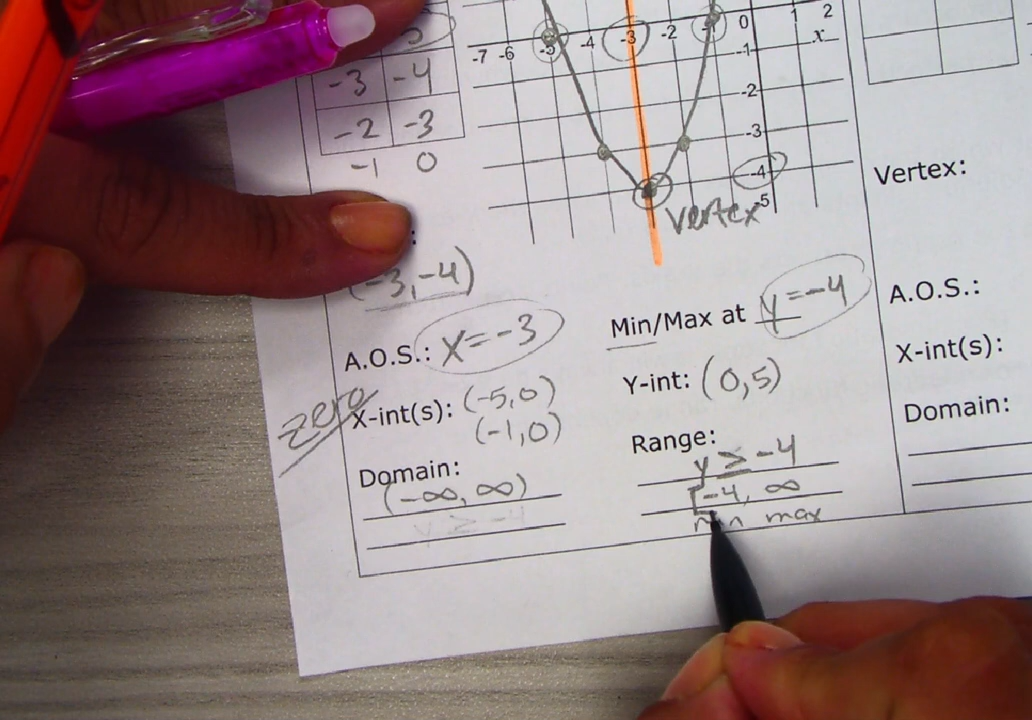 -3 -4
-2 -3
-1 0
-7 -6 -5 -4 -3 -2 -1 0 1 2
x
-1
-2
-3
-4
-5
vertex
Vertex:
(-3,-4)
A.O.S.: X=-3
Min/Max at y=-4
A.O.S.:
zero
X-int(s): (-5,0)
(-1,0)
Y-int: (0,5)
X-int(s):
Domain:
(-∞,∞)
y ≥ -4
Range:
y ≥ -4
[-4, ∞
min max
Domain: